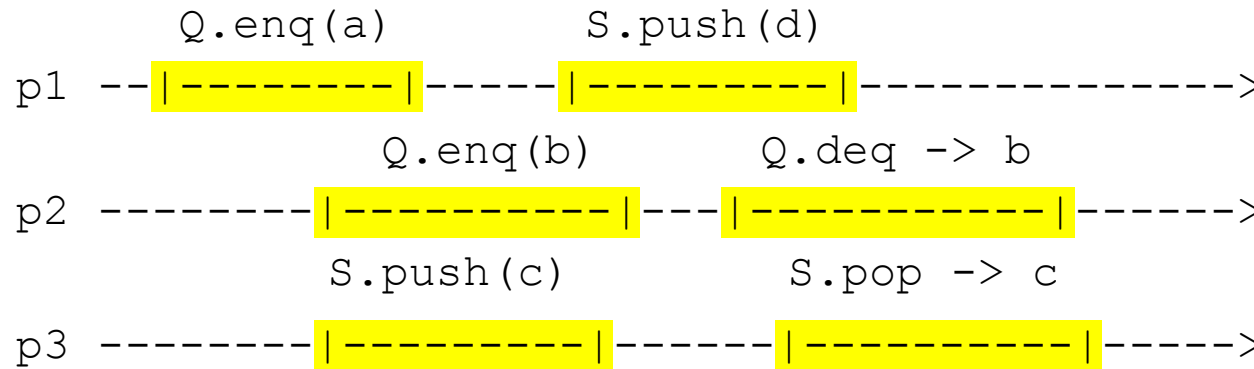 Q.enq(a) S.push(d)
p1 --|--------|-----|---------|-------------->
Q.enq(b) Q.deq -> b
p2 --------|----------|---|-----------|------>
S.push(c) S.pop -> c
p3 --------|---------|------|----------|----->